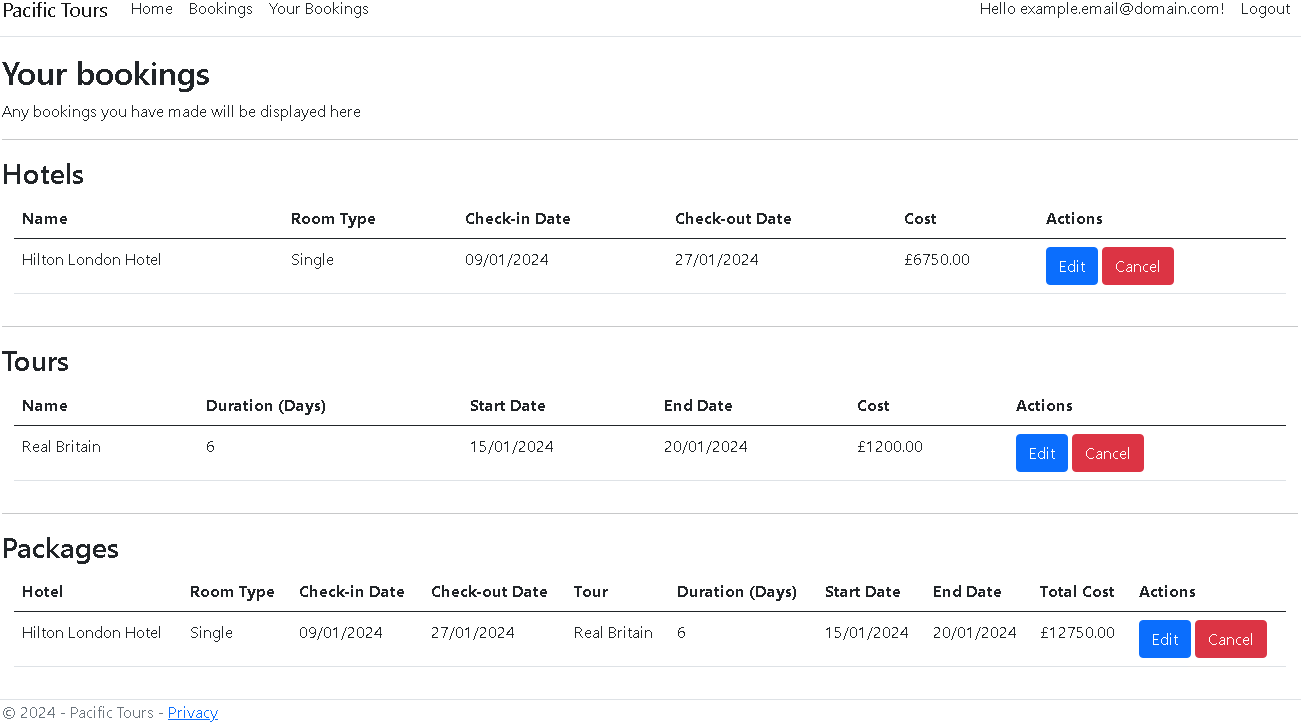 Pacific Tours Home Bookings Your Bookings Hello example.email@domain.com! Logout
Your bookings
Any bookings you have made will be displayed here
Hotels
Name Room Type Check-in Date Check-out Date Cost Actions
Hilton London Hotel Single 09/01/2024 27/01/2024 £6750.00 Edit Cancel
Tours
Name Duration (Days) Start Date End Date Cost Actions
Real Britain 6 15/01/2024 20/01/2024 £1200.00 Edit Cancel
Packages
Hotel Room Type Check-in Date Check-out Date Tour Duration (Days) Start Date End Date Total Cost Actions
Hilton London Hotel Single 09/01/2024 27/01/2024 Real Britain 6 15/01/2024 20/01/2024 £12750.00 Edit Cancel
© 2024 - Pacific Tours - Privacy